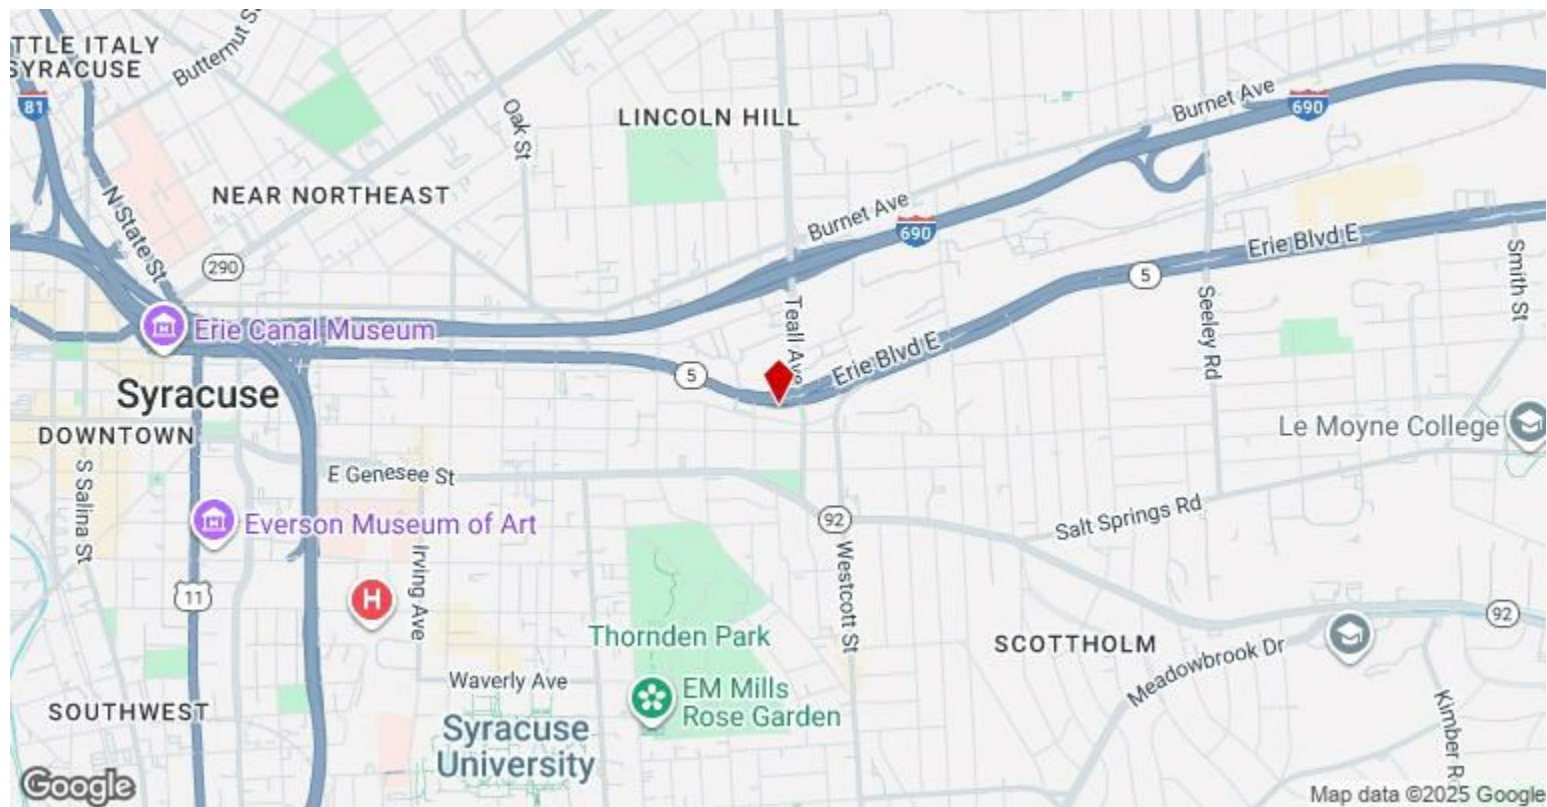 TTLE ITALY
SYRACUSE
Butternut S
81
Oak St
LINCOLN HILL
Burnet Ave
690
NEAR NORTHEAST
N State St
Burnet Ave
690
290
Erie Blvd E
5
Smith St
Seeley Rd
Teall Ave
Erie Canal Museum
5
Erie Blvd E
Syracuse
DOWNTOWN
Le Moyne College
E Genesee St
S Salina St
Everson Museum of Art
92
Salt Springs Rd
Irving Ave
Westcott St
11
H
92
Thornden Park
SCOTTHOLM
Meadowbrook Dr
Waverly Ave
EM Mills
Rose Garden
SOUTHWEST
Syracuse
University
Kimber R
Google
Map data ©2025 Google